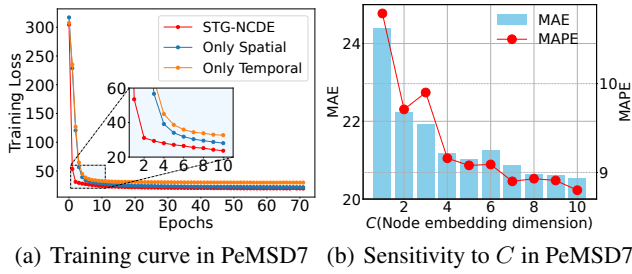 STG-NCDE
Only Spatial
Only Temporal
300
250
200
150
100
50
Training Loss
60
40
20
2 4 6 8 10
0 10 20 30 40 50 60 70
Epochs
(a) Training curve in PeMSD7
MAE
MAPE
24
22
20
MAE
10
9
MAPE
2 4 6 8 10
C(Node embedding dimension)
(b) Sensitivity to C in PeMSD7